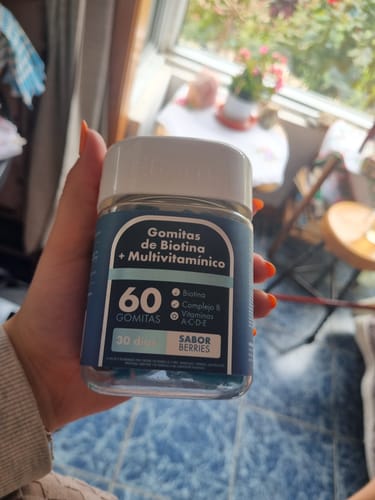 Gomitas
de Biotina
+ Multivitamínico
60
GOMITAS
Biotina
Complejo B
Vitaminas
A-C-D-E
30 días
SABOR
BERRIES